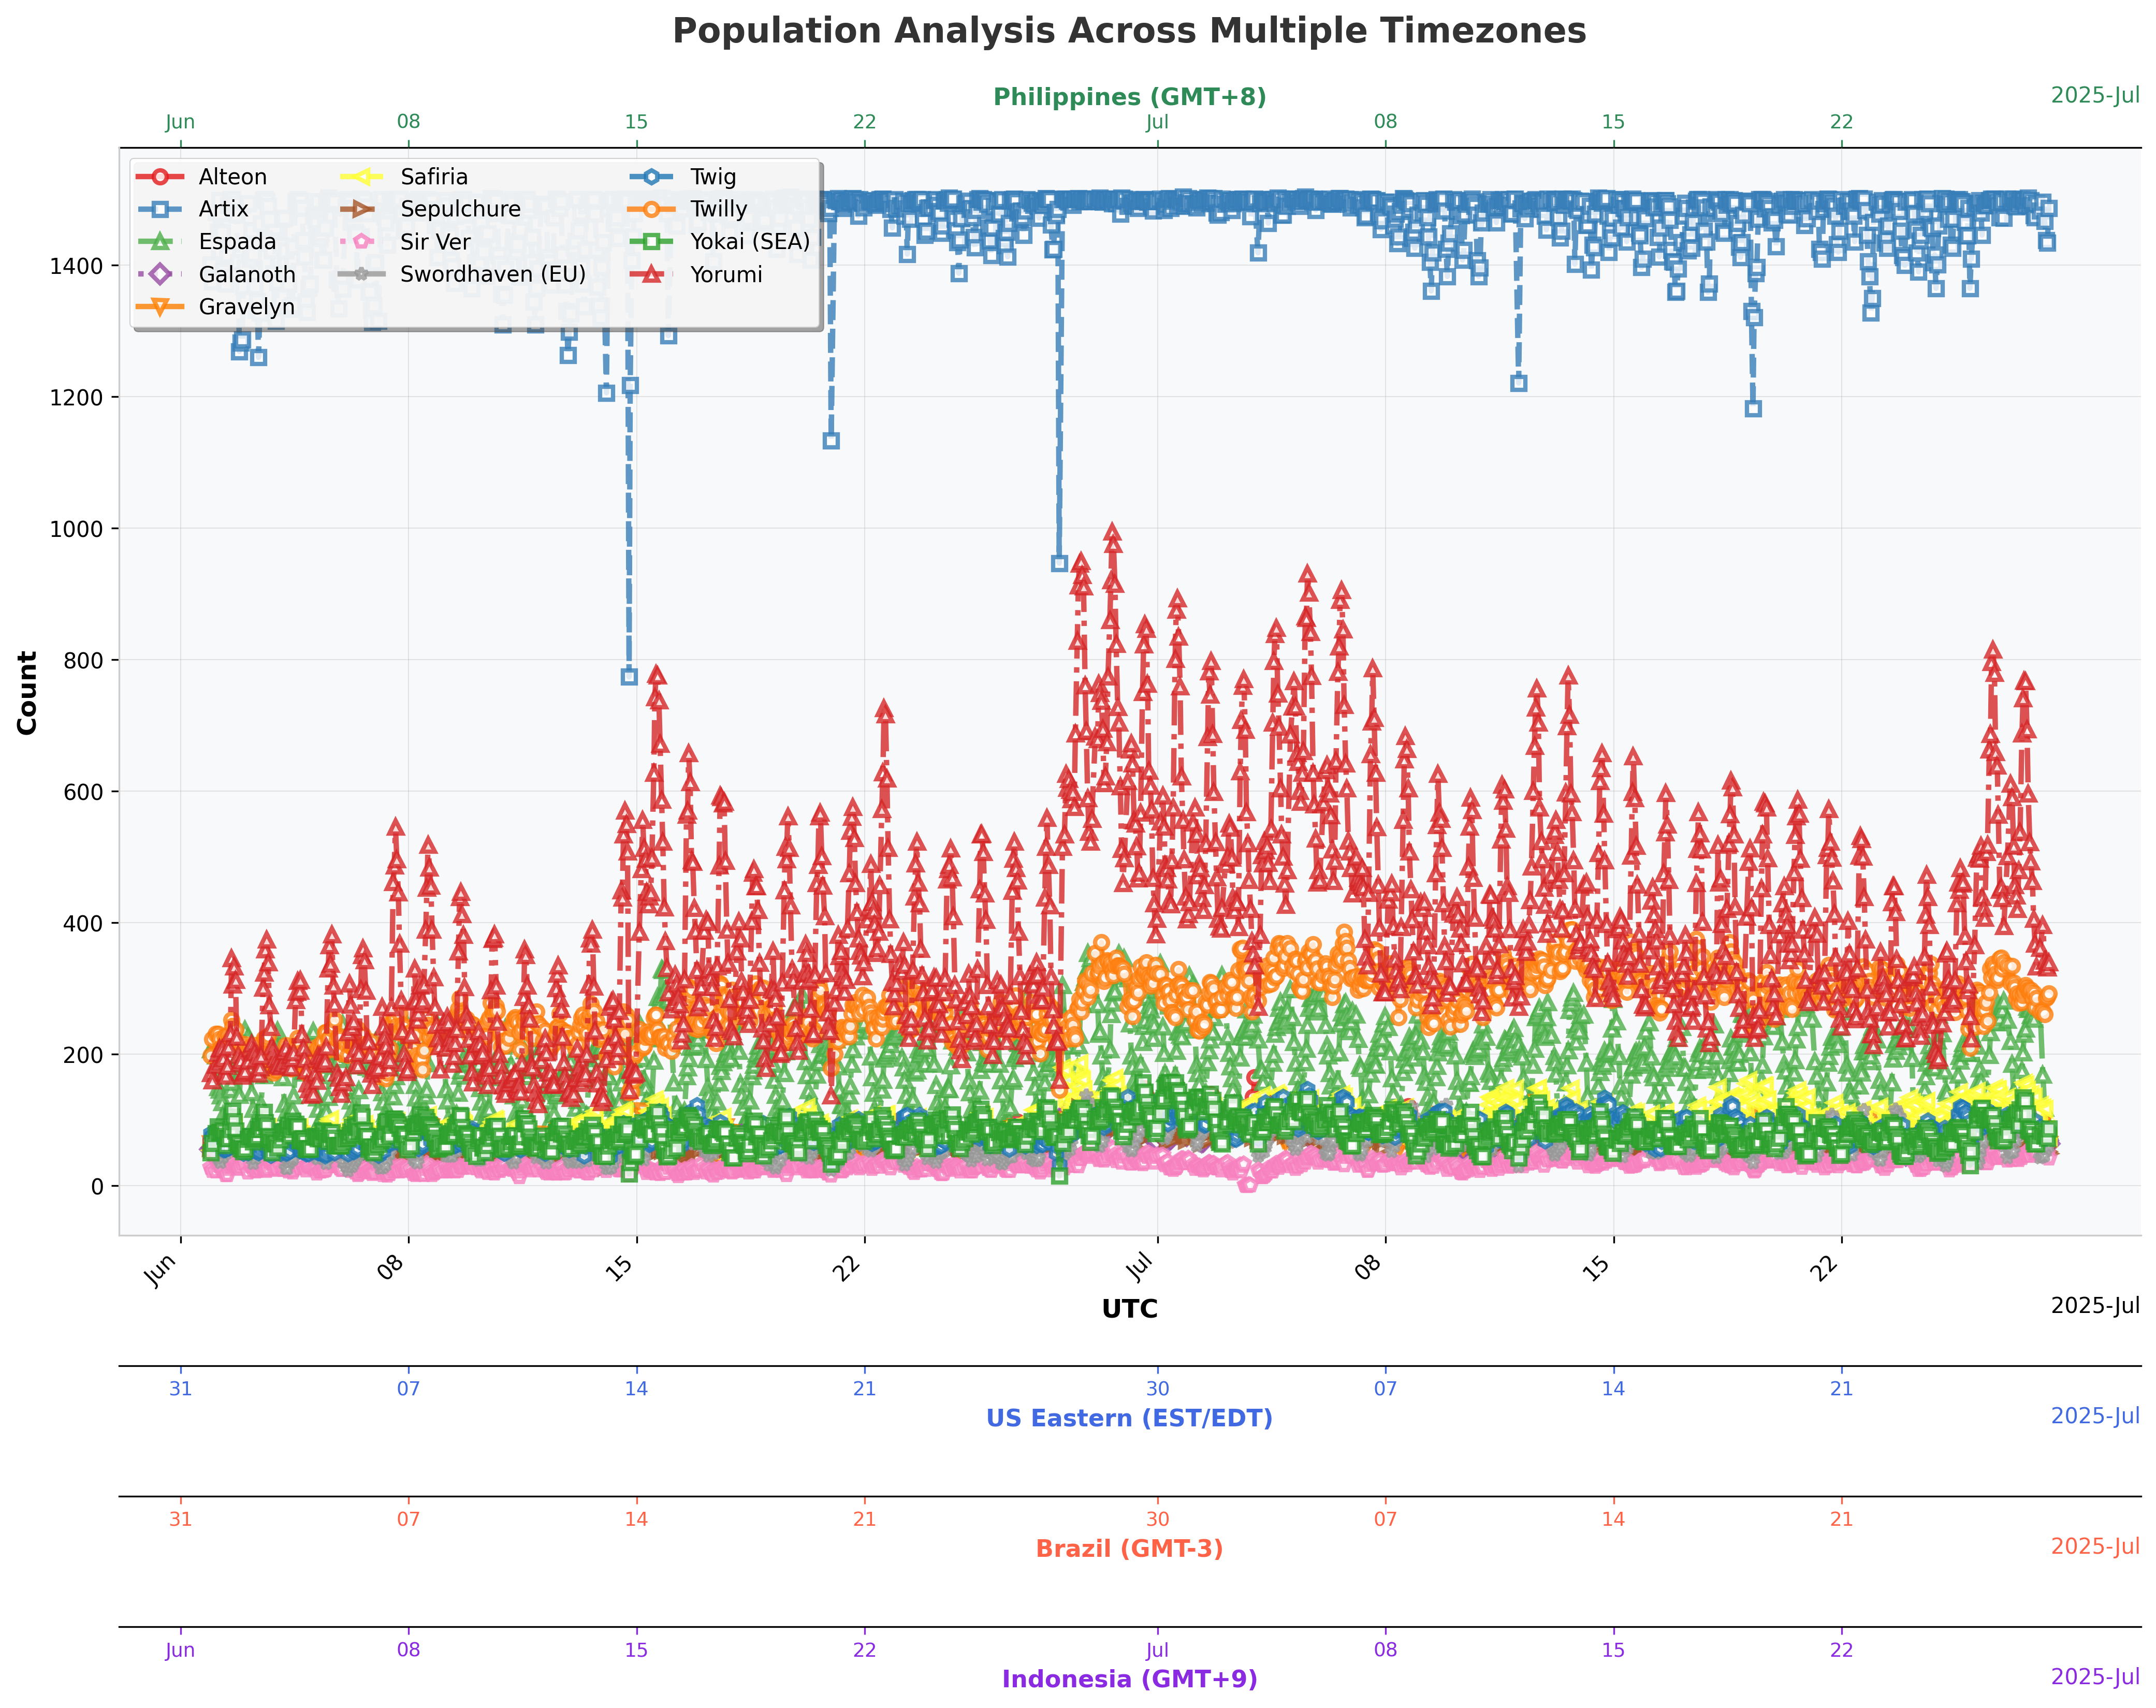 Population Analysis Across Multiple Timezones
Philippines (GMT+8)
2025-Jul
Jun 08 15 22 Jul 08 15 22
Alteon Safiria Twig
Artix Sepulchure Twilly
Espada Sir Ver Yokai (SEA)
Galanoth Swordhaven (EU) Yorumi
Gravelyn
Count
1400
1200
1000
800
600
400
200
0
Jun 08 15 22 Jul 08 15 22
UTC
2025-Jul
31 07 14 21 30 07 14 21
US Eastern (EST/EDT)
2025-Jul
31 07 14 21 30 07 14 21
Brazil (GMT-3)
2025-Jul
Jun 08 15 22 Jul 08 15 22
Indonesia (GMT+9)
2025-Jul